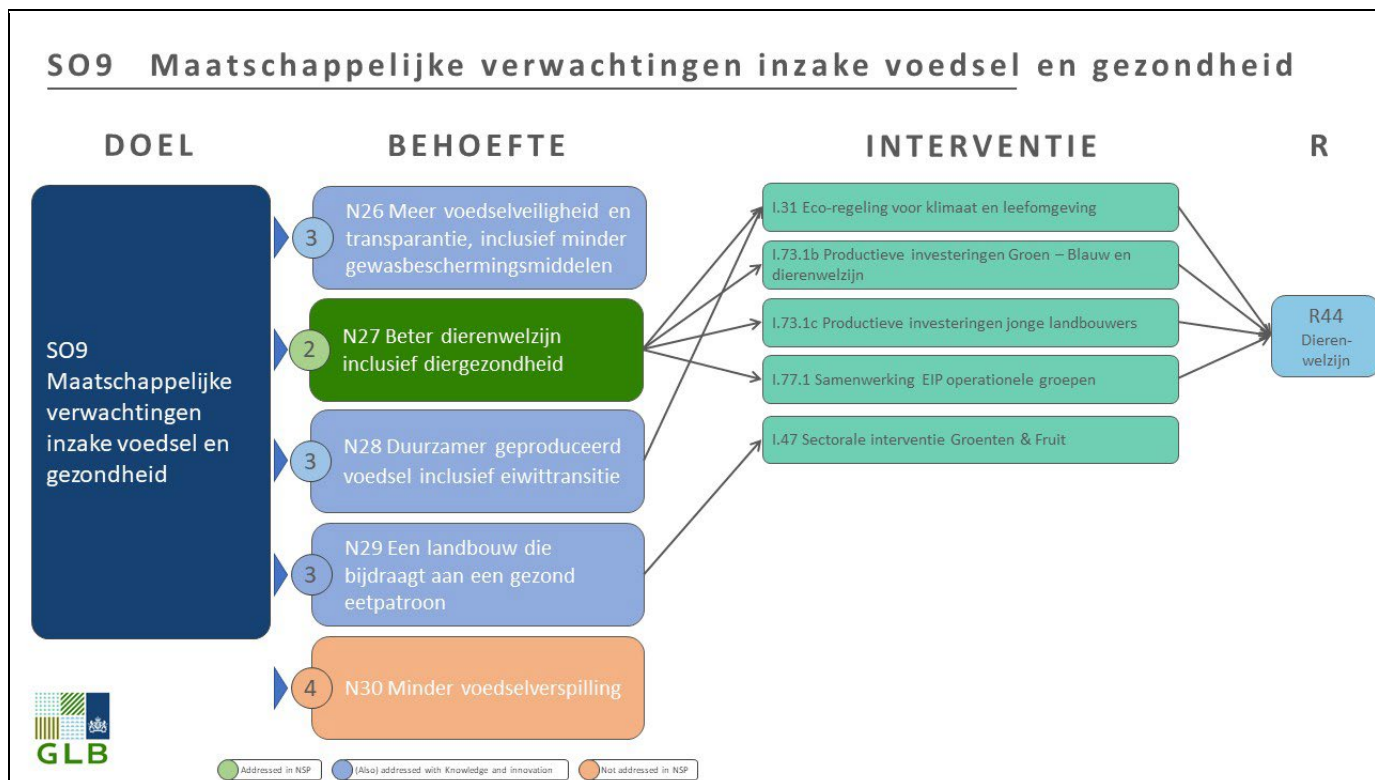 SO9 Maatschappelijke verwachtingen inzake voedsel en gezondheid
DOEL
BEHOEFTE
INTERVENTIE
R
SO9
Maatschappelijke
verwachtingen
inzake voedsel en
gezondheid
3
N26 Meer voedselveiligheid en
transparantie, inclusief minder
gewasbeschermingsmiddelen
2
N27 Beter dierenwelzijn
inclusief diergezondheid
3
N28 Duurzamer geproduceerd
voedsel inclusief eiwittransitie
3
N29 Een landbouw die
bijdraagt aan een gezond
eetpatroon
4
N30 Minder voedselverspilling
I.31 Eco-regeling voor klimaat en leefomgeving
I.73.1b Productieve investeringen Groen – Blauw en
dierenwelzijn
I.73.1c Productieve investeringen jonge landbouwers
I.77.1 Samenwerking EIP operationele groepen
I.47 Sectorale interventie Groenten & Fruit
R44
Dieren-
welzijn
GLB
Addressed in NSP
(Also) addressed with Knowledge and innovation
Not addressed in NSP